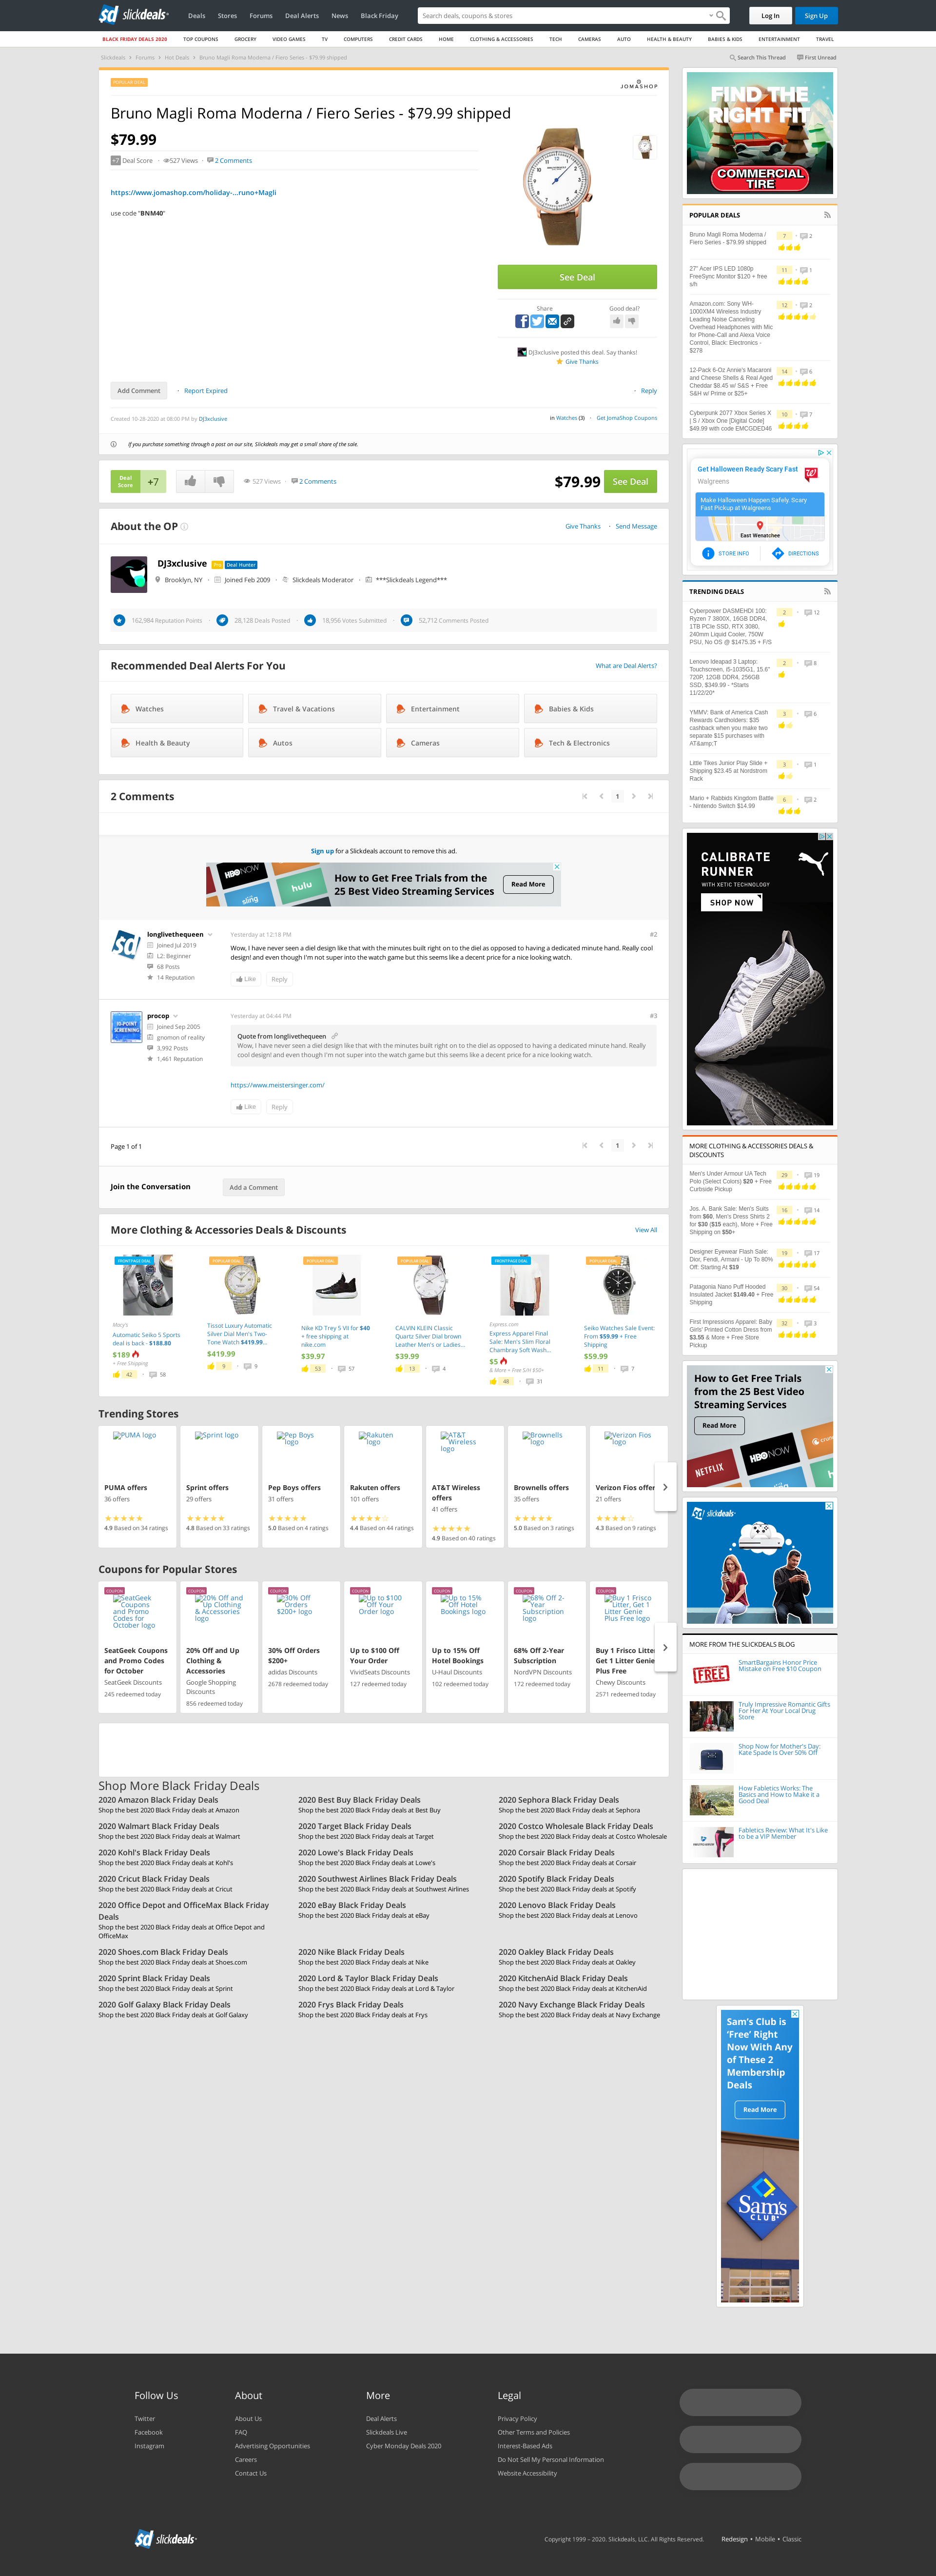 slickdeals
Deals
Stores
Forums
Deal Alerts
News
Black Friday
Search deals, coupons & stores
Log In
Sign Up
BLACK FRIDAY DEALS 2020
TOP COUPONS
GROCERY
VIDEO GAMES
TV
COMPUTERS
CREDIT CARDS
HOME
CLOTHING & ACCESSORIES
TECH
CAMERAS
AUTO
HEALTH & BEAUTY
BABIES & KIDS
ENTERTAINMENT
TRAVEL
Slickdeals > Forums > Hot Deals > Bruno Magli Roma Moderna / Fiero Series - $79.99 shipped
Search This Thread
First Unread
POPULAR DEAL
JOMASHOP
Bruno Magli Roma Moderna / Fiero Series - $79.99 shipped
$79.99
+7 Deal Score
527 Views
2 Comments
https://www.jomashop.com/holiday-...runo+Magli
use code "BNM40"
See Deal
Share
Good deal?
DJ3xclusive posted this deal. Say thanks!
Give Thanks
Add Comment
Report Expired
Reply
Created 10-28-2020 at 08:00 PM by DJ3xclusive
in Watches (3)
Get JomaShop Coupons
If you purchase something through a post on our site, Slickdeals may get a small share of the sale.
Deal Score
+7
527 Views
2 Comments
$79.99
See Deal
About the OP
Give Thanks
Send Message
DJ3xclusive
Pro
Deal Hunter
Brooklyn, NY
Joined Feb 2009
Slickdeals Moderator
***Slickdeals Legend***
162,984 Reputation Points
28,128 Deals Posted
18,956 Votes Submitted
52,712 Comments Posted
Recommended Deal Alerts For You
What are Deal Alerts?
Watches
Travel & Vacations
Entertainment
Babies & Kids
Health & Beauty
Autos
Cameras
Tech & Electronics
2 Comments
1
Sign up for a Slickdeals account to remove this ad.
HBO NOW
hulu
sling
How to Get Free Trials from the 25 Best Video Streaming Services
Read More
longlivethequeen
Joined Jul 2019
L2: Beginner
68 Posts
14 Reputation
Yesterday at 12:18 PM
#2
Wow, I have never seen a diel design like that with the minutes built right on to the diel as opposed to having a dedicated minute hand. Really cool
design! and even though I'm not super into the watch game but this seems like a decent price for a nice looking watch.
Like
Reply
procop
Joined Sep 2005
gnomon of reality
3,992 Posts
1,461 Reputation
10-POINT SCREENING
Yesterday at 04:44 PM
#3
Quote from longlivethequeen
Wow, I have never seen a diel design like that with the minutes built right on to the diel as opposed to having a dedicated minute hand. Really
cool design! and even though I'm not super into the watch game but this seems like a decent price for a nice looking watch.
https://www.meistersinger.com/
Like
Reply
Page 1 of 1
1
Join the Conversation
Add a Comment
More Clothing & Accessories Deals & Discounts
View All
FRONTPAGE DEAL
Macy's
Automatic Seiko 5 Sports deal is back - $188.80
$189
+ Free Shipping
42
58
POPULAR DEAL
Tissot Luxury Automatic Silver Dial Men's Two-Tone Watch $419.99...
$419.99
9
9
POPULAR DEAL
Nike KD Trey 5 VII for $40 + free shipping at nike.com
$39.97
53
57
POPULAR DEAL
CALVIN KLEIN Classic Quartz Silver Dial brown Leather Men's or Ladies...
$39.99
13
4
FRONTPAGE DEAL
Express.com
Express Apparel Final Sale: Men's Slim Floral Chambray Soft Wash...
$5
& More + Free S/H $50+
48
31
POPULAR DEAL
Seiko Watches Sale Event: From $59.99 + Free Shipping
$59.99
11
7
Trending Stores
PUMA logo
PUMA offers
36 offers
4.9 Based on 34 ratings
Sprint logo
Sprint offers
29 offers
4.8 Based on 33 ratings
Pep Boys logo
Pep Boys offers
31 offers
5.0 Based on 4 ratings
Rakuten logo
Rakuten offers
101 offers
4.4 Based on 44 ratings
AT&T Wireless logo
AT&T Wireless offers
41 offers
4.9 Based on 40 ratings
Brownells logo
Brownells offers
35 offers
5.0 Based on 3 ratings
Verizon Fios logo
Verizon Fios offer
21 offers
4.3 Based on 9 ratings
Coupons for Popular Stores
COUPON
SeatGeek Coupons and Promo Codes for October logo
SeatGeek Coupons and Promo Codes for October
SeatGeek Discounts
245 redeemed today
COUPON
20% Off and Up Clothing & Accessories logo
20% Off and Up Clothing & Accessories
Google Shopping Discounts
856 redeemed today
COUPON
30% Off Orders $200+ logo
30% Off Orders $200+
adidas Discounts
2678 redeemed today
COUPON
Up to $100 Off Your Order logo
Up to $100 Off Your Order
VividSeats Discounts
127 redeemed today
COUPON
Up to 15% Off Hotel Bookings logo
Up to 15% Off Hotel Bookings
U-Haul Discounts
102 redeemed today
COUPON
68% Off 2-Year Subscription logo
68% Off 2-Year Subscription
NordVPN Discounts
172 redeemed today
COUPON
Buy 1 Frisco Litter, Get 1 Litter Genie Plus Free logo
Buy 1 Frisco Litter Get 1 Litter Genie Plus Free
Chewy Discounts
2571 redeemed today
Shop More Black Friday Deals
2020 Amazon Black Friday Deals
Shop the best 2020 Black Friday deals at Amazon
2020 Best Buy Black Friday Deals
Shop the best 2020 Black Friday deals at Best Buy
2020 Sephora Black Friday Deals
Shop the best 2020 Black Friday deals at Sephora
2020 Walmart Black Friday Deals
Shop the best 2020 Black Friday deals at Walmart
2020 Target Black Friday Deals
Shop the best 2020 Black Friday deals at Target
2020 Costco Wholesale Black Friday Deals
Shop the best 2020 Black Friday deals at Costco Wholesale
2020 Kohl's Black Friday Deals
Shop the best 2020 Black Friday deals at Kohl's
2020 Lowe's Black Friday Deals
Shop the best 2020 Black Friday deals at Lowe's
2020 Corsair Black Friday Deals
Shop the best 2020 Black Friday deals at Corsair
2020 Cricut Black Friday Deals
Shop the best 2020 Black Friday deals at Cricut
2020 Southwest Airlines Black Friday Deals
Shop the best 2020 Black Friday deals at Southwest Airlines
2020 Spotify Black Friday Deals
Shop the best 2020 Black Friday deals at Spotify
2020 Office Depot and OfficeMax Black Friday Deals
Shop the best 2020 Black Friday deals at Office Depot and OfficeMax
2020 eBay Black Friday Deals
Shop the best 2020 Black Friday deals at eBay
2020 Lenovo Black Friday Deals
Shop the best 2020 Black Friday deals at Lenovo
2020 Shoes.com Black Friday Deals
Shop the best 2020 Black Friday deals at Shoes.com
2020 Nike Black Friday Deals
Shop the best 2020 Black Friday deals at Nike
2020 Oakley Black Friday Deals
Shop the best 2020 Black Friday deals at Oakley
2020 Sprint Black Friday Deals
Shop the best 2020 Black Friday deals at Sprint
2020 Lord & Taylor Black Friday Deals
Shop the best 2020 Black Friday deals at Lord & Taylor
2020 KitchenAid Black Friday Deals
Shop the best 2020 Black Friday deals at KitchenAid
2020 Golf Galaxy Black Friday Deals
Shop the best 2020 Black Friday deals at Golf Galaxy
2020 Frys Black Friday Deals
Shop the best 2020 Black Friday deals at Frys
2020 Navy Exchange Black Friday Deals
Shop the best 2020 Black Friday deals at Navy Exchange
FIND THE RIGHT FIT
COMMERCIAL TIRE
POPULAR DEALS
Bruno Magli Roma Moderna / Fiero Series - $79.99 shipped
7
2
27" Acer IPS LED 1080p FreeSync Monitor $120 + free s/h
11
1
Amazon.com: Sony WH-1000XM4 Wireless Industry Leading Noise Canceling Overhead Headphones with Mic for Phone-Call and Alexa Voice Control, Black: Electronics - $278
12
2
12-Pack 6-Oz Annie's Macaroni and Cheese Shells & Real Aged Cheddar $8.45 w/ S&S + Free S&H w/ Prime or $25+
14
6
Cyberpunk 2077 Xbox Series X | S / Xbox One [Digital Code] $49.99 with code EMCGDED46
10
7
Get Halloween Ready Scary Fast
Walgreens
Make Halloween Happen Safely. Scary Fast Pickup at Walgreens
East Wenatchee
STORE INFO
DIRECTIONS
TRENDING DEALS
Cyberpower DASMEHDI 100: Ryzen 7 3800X, 16GB DDR4, 1TB PCIe SSD, RTX 3080, 240mm Liquid Cooler, 750W PSU, No OS @ $1475.35 + F/S
2
12
Lenovo Ideapad 3 Laptop: Touchscreen, I5-1035G1, 15.6" 720P, 12GB DDR4, 256GB SSD, $349.99 - *Starts 11/22/20*
2
8
YMMV: Bank of America Cash Rewards Cardholders: $35 cashback when you make two separate $15 purchases with AT&amp;T
3
6
Little Tikes Junior Play Slide + Shipping $23.45 at Nordstrom Rack
3
1
Mario + Rabbids Kingdom Battle - Nintendo Switch $14.99
6
2
CALIBRATE RUNNER
WITH XETIC TECHNOLOGY
SHOP NOW
MORE CLOTHING & ACCESSORIES DEALS & DISCOUNTS
Men's Under Armour UA Tech Polo (Select Colors) $20 + Free Curbside Pickup
29
19
Jos. A. Bank Sale: Men's Suits from $60, Men's Dress Shirts 2 for $30 ($15 each), More + Free Shipping on $50+
16
14
Designer Eyewear Flash Sale: Dior, Fendi, Armani - Up To 80% Off: Starting At $19
19
17
Patagonia Nano Puff Hooded Insulated Jacket $149.40 + Free Shipping
30
54
First Impressions Apparel: Baby Girls' Printed Cotton Dress from $3.55 & More + Free Store Pickup
32
3
How to Get Free Trials from the 25 Best Video Streaming Services
Read More
NETFLIX
HBO NOW
slickdeals
MORE FROM THE SLICKDEALS BLOG
FREE
SmartBargains Honor Price Mistake on Free $10 Coupon
Truly Impressive Romantic Gifts For Her At Your Local Drug Store
Shop Now for Mother's Day: Kate Spade Is Over 50% Off
How Fabletics Works: The Basics and How to Make it a Good Deal
Fabletics Review: What It's Like to be a VIP Member
Sam's Club is 'Free' Right Now With Any of These 2 Membership Deals
Read More
Sam's CLUB
Follow Us
Twitter
Facebook
Instagram
About
About Us
FAQ
Advertising Opportunities
Careers
Contact Us
More
Deal Alerts
Slickdeals Live
Cyber Monday Deals 2020
Legal
Privacy Policy
Other Terms and Policies
Interest-Based Ads
Do Not Sell My Personal Information
Website Accessibility
slickdeals
Copyright 1999 - 2020. Slickdeals, LLC. All Rights Reserved.
Redesign • Mobile • Classic